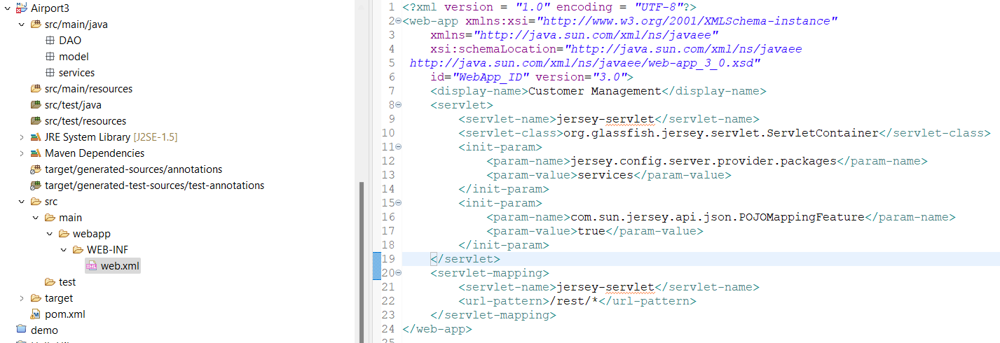 Airport3
src/main/java
DAO
model
services
src/main/resources
src/test/java
src/test/resources
JRE System Library [J2SE-1.5]
Maven Dependencies
target/generated-sources/annotations
target/generated-test-sources/test-annotations
src
main
webapp
WEB-INF
web.xml
test
target
pom.xml
demo
1 <?xml version = "1.0" encoding = "UTF-8"?>
2 <web-app xmlns:xsi="http://www.w3.org/2001/XMLSchema-instance"
3 xmlns="http://java.sun.com/xml/ns/javaee"
4 xsi:schemaLocation="http://java.sun.com/xml/ns/javaee
5 http://java.sun.com/xml/ns/javaee/web-app_3_0.xsd"
6 id="WebApp_ID" version="3.0">
7 <display-name>Customer Management</display-name>
8 <servlet>
9 <servlet-name>jersey-servlet</servlet-name>
10 <servlet-class>org.glassfish.jersey.servlet.ServletContainer</servlet-class>
11 <init-param>
12 <param-name>jersey.config.server.provider.packages</param-name>
13 <param-value>services</param-value>
14 </init-param>
15 <init-param>
16 <param-name>com.sun.jersey.api.json.POJOMappingFeature</param-name>
17 <param-value>true</param-value>
18 </init-param>
19 </servlet>
20 <servlet-mapping>
21 <servlet-name>jersey-servlet</servlet-name>
22 <url-pattern>/rest/*</url-pattern>
23 </servlet-mapping>
24 </web-app>
25